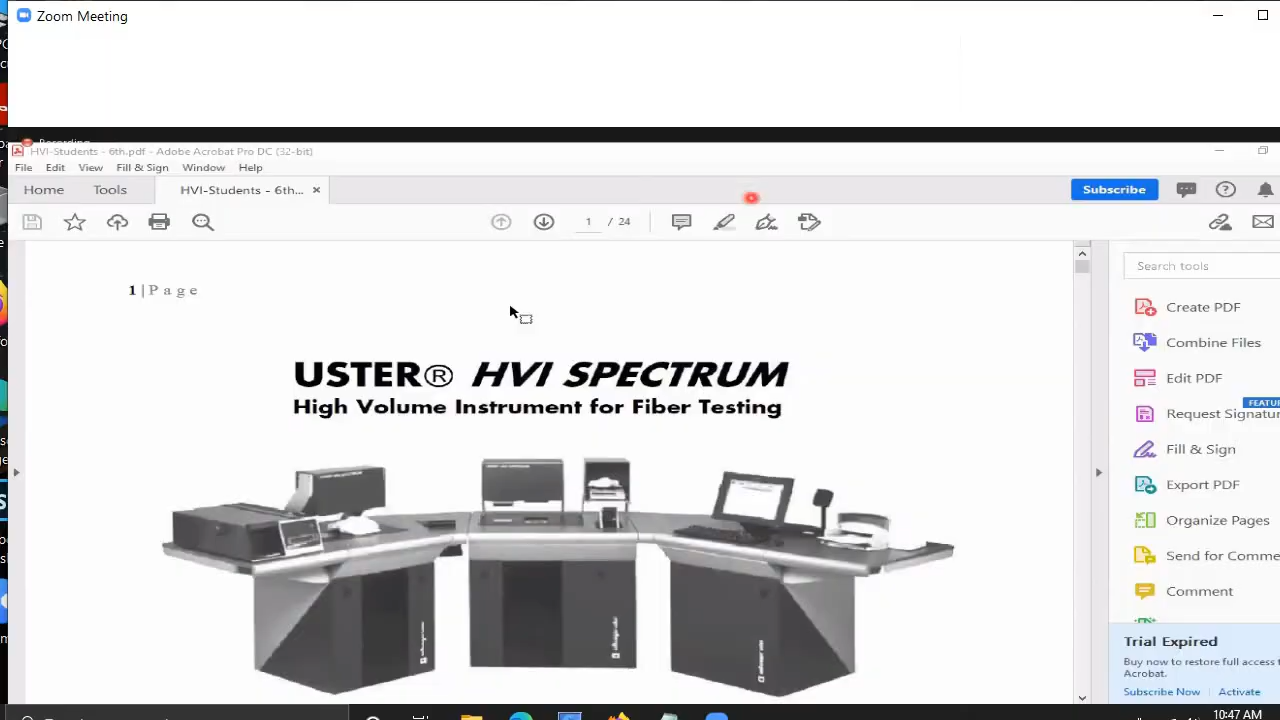 Zoom Meeting
Recording
HVI-Students - 6th.pdf - Adobe Acrobat Pro DC (32-bit)
File Edit View Fill & Sign Window Help
Home Tools HVI-Students - 6th... × Subscribe
1 / 24
1 | P a g e
USTER® HVI SPECTRUM
High Volume Instrument for Fiber Testing
Search tools
Create PDF
Combine Files
Edit PDF
FEATU
Request Signatur
Fill & Sign
Export PDF
Organize Pages
Send for Comme
Comment
Trial Expired
Buy now to restore full access t
Acrobat.
Subscribe Now Activate
10:47 AM